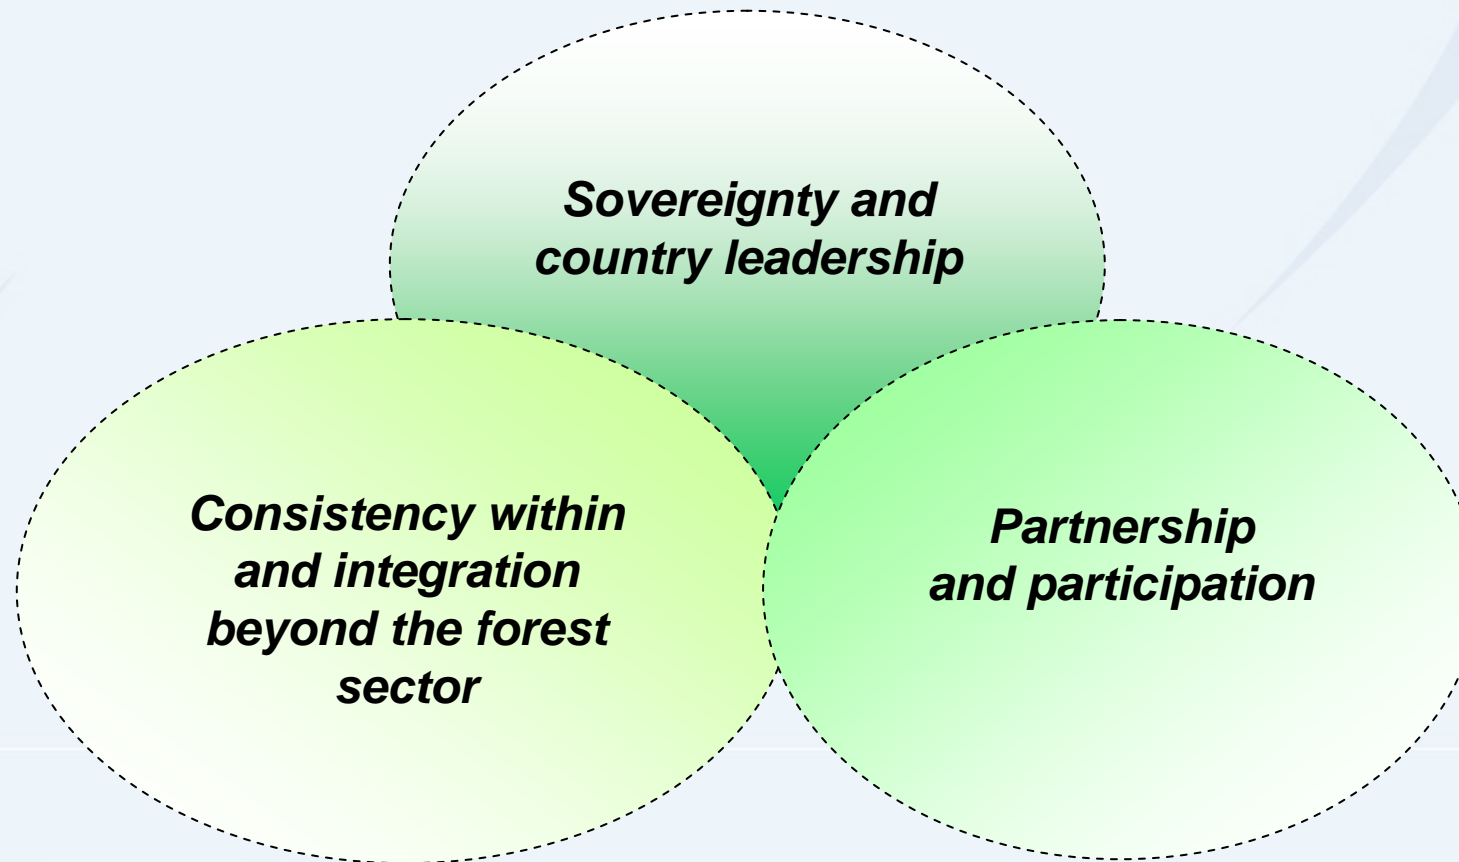 Sovereignty and
country leadership
Consistency within
and integration
beyond the forest
sector
Partnership
and participation